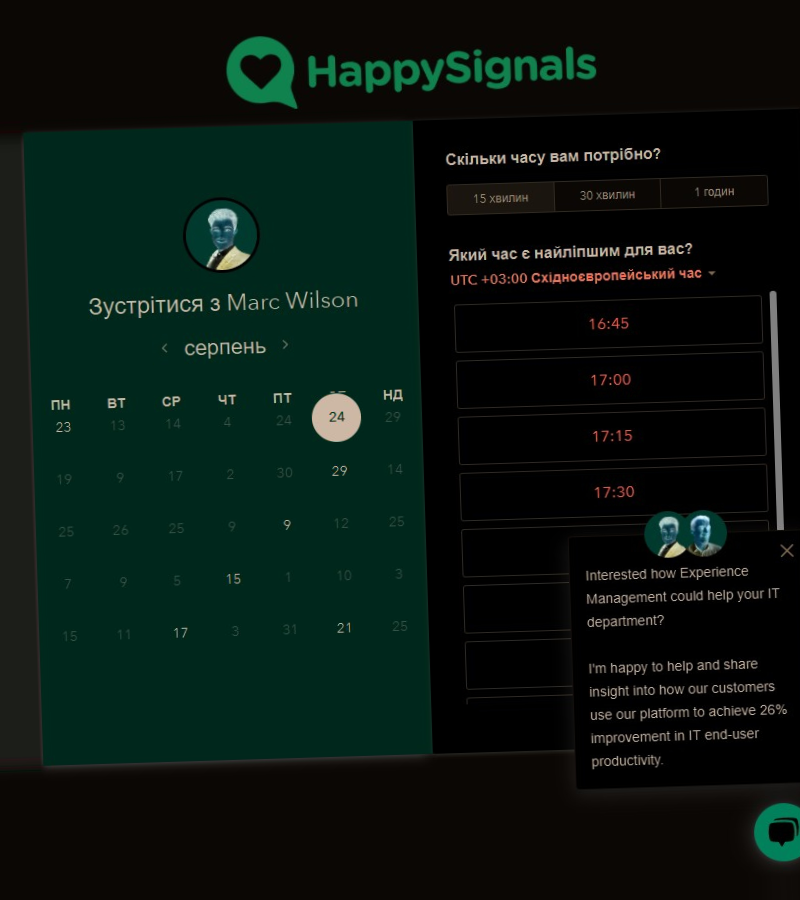 HappySignals
Зустрітися з Marc Wilson
серпень
ПН ВТ СР ЧТ ПТ НД
23 13 14 4 24 24 29
19 9 17 2 30 29 14
25 26 25 9 9 12 25
7 9 5 15 1 10 3
15 11 17 3 31 21 25
Скільки часу вам потрібно?
15 хвилин 30 хвилин 1 годин
Який час є найліпшим для вас?
UTC +03:00 Східноєвропейський час
16:45
17:00
17:15
17:30
Interested how Experience
Management could help your IT
department?
I'm happy to help and share
insight into how our customers
use our platform to achieve 26%
improvement in IT end-user
productivity.